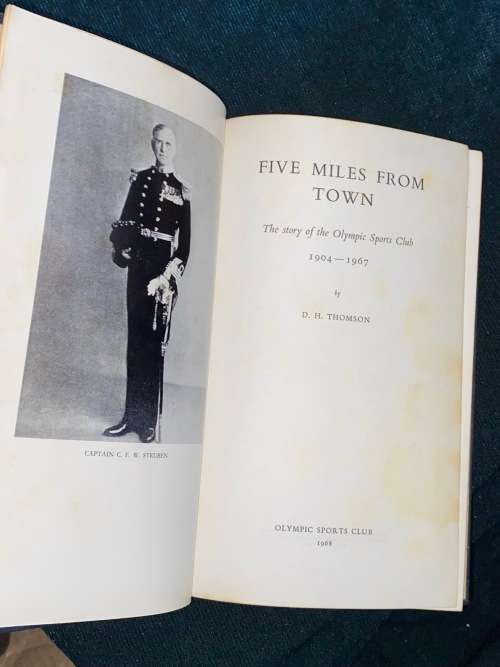 CAPTAIN C. F. W. STRUBEN
FIVE MILES FROM
TOWN
The story of the Olympic Sports Club
1904—1967
by
D. H. THOMSON
OLYMPIC SPORTS CLUB
1968